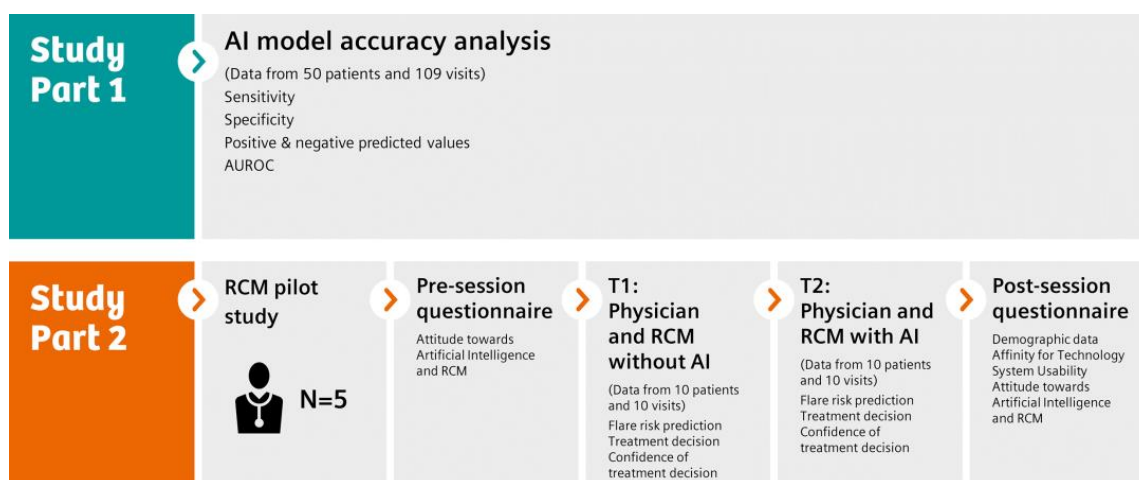 Study
Part 1
AI model accuracy analysis
(Data from 50 patients and 109 visits)
Sensitivity
Specificity
Positive & negative predicted values
AUROC
Study
Part 2
RCM pilot
study
N=5
Pre-session
questionnaire
Attitude towards
Artificial Intelligence
and RCM
T1:
Physician
and RCM
without AI
(Data from 10 patients
and 10 visits)
Flare risk prediction
Treatment decision
Confidence of
treatment decision
T2:
Physician and
RCM with AI
(Data from 10 patients
and 10 visits)
Flare risk prediction
Treatment decision
Confidence of
treatment decision
Post-session
questionnaire
Demographic data
Affinity for Technology
System Usability
Attitude towards
Artificial Intelligence
and RCM